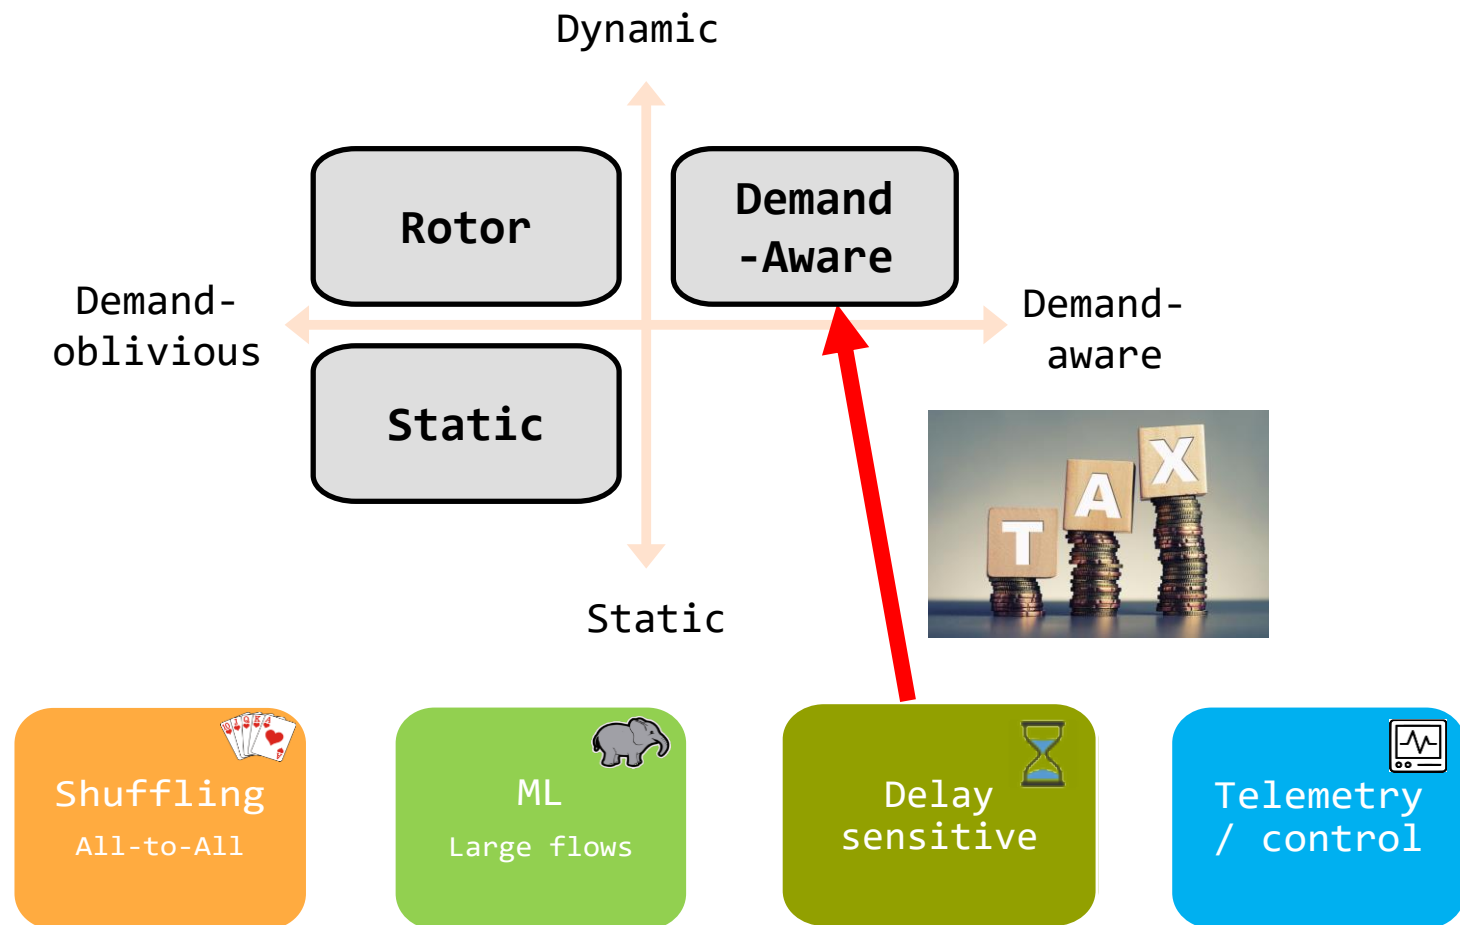 Dynamic
Rotor
Demand
-Aware
Demand-
oblivious
Demand-
aware
Static
T A X
Static
Shuffling
All-to-All
ML
Large flows
Delay
sensitive
Telemetry
/ control